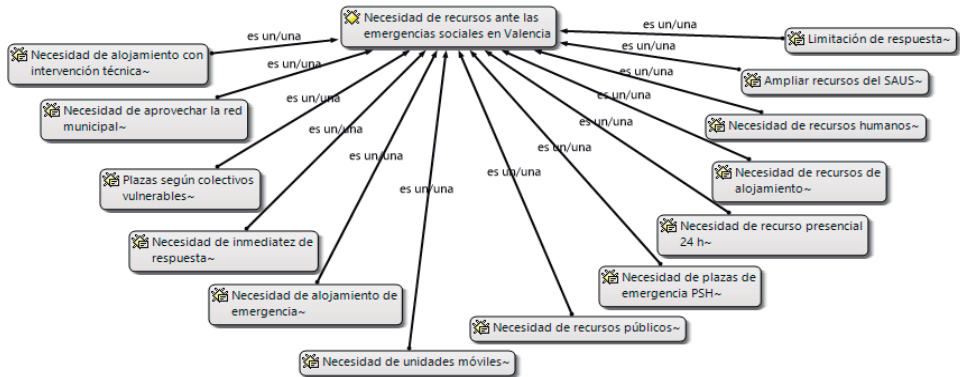 Necesidad de recursos ante las
emergencias sociales en Valencia
es un/una
es un/una
Limitación de respuesta~
Necesidad de alojamiento con
intervención técnica~
es un/una
es un/una
Ampliar recursos del SAUS~
Necesidad de aprovechar la red
municipal~
es un/una
es un/una
Necesidad de recursos humanos~
es un/una
es un/una
es un/una
es un/una
Plazas según colectivos
vulnerables~
es un/una
es un/una
es un/una
Necesidad de recursos de
alojamiento~
Necesidad de recurso presencial
24 h~
Necesidad de inmediatez de
respuesta~
Necesidad de plazas de
emergencia PSH~
Necesidad de alojamiento de
emergencia~
Necesidad de recursos públicos~
Necesidad de unidades móviles~